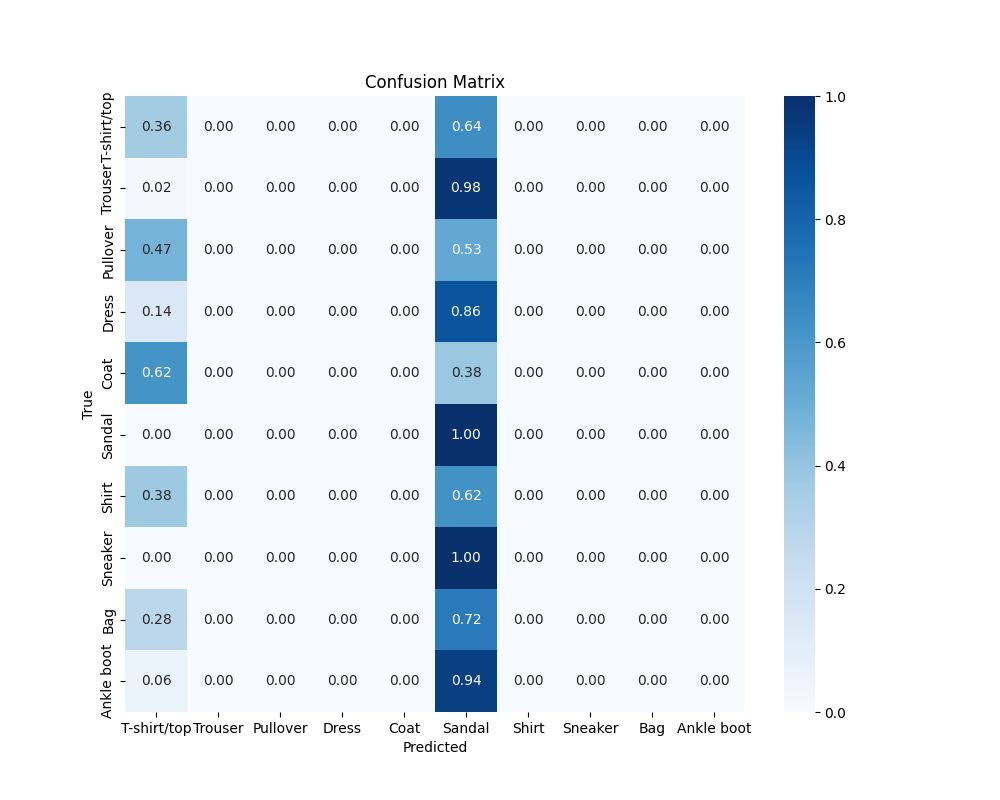 Confusion Matrix
T-shirt/top 0.36 0.00 0.00 0.00 0.00 0.64 0.00 0.00 0.00 0.00
Trouser 0.02 0.00 0.00 0.00 0.00 0.98 0.00 0.00 0.00 0.00
Pullover 0.47 0.00 0.00 0.00 0.00 0.53 0.00 0.00 0.00 0.00
Dress 0.14 0.00 0.00 0.00 0.00 0.86 0.00 0.00 0.00 0.00
Coat 0.62 0.00 0.00 0.00 0.00 0.38 0.00 0.00 0.00 0.00
Sandal 0.00 0.00 0.00 0.00 0.00 1.00 0.00 0.00 0.00 0.00
Shirt 0.38 0.00 0.00 0.00 0.00 0.62 0.00 0.00 0.00 0.00
Sneaker 0.00 0.00 0.00 0.00 0.00 1.00 0.00 0.00 0.00 0.00
Bag 0.28 0.00 0.00 0.00 0.00 0.72 0.00 0.00 0.00 0.00
Ankle boot 0.06 0.00 0.00 0.00 0.00 0.94 0.00 0.00 0.00 0.00
True
T-shirt/top Trouser Pullover Dress Coat Sandal Shirt Sneaker Bag Ankle boot
Predicted
1.0
0.8
0.6
0.4
0.2
0.0